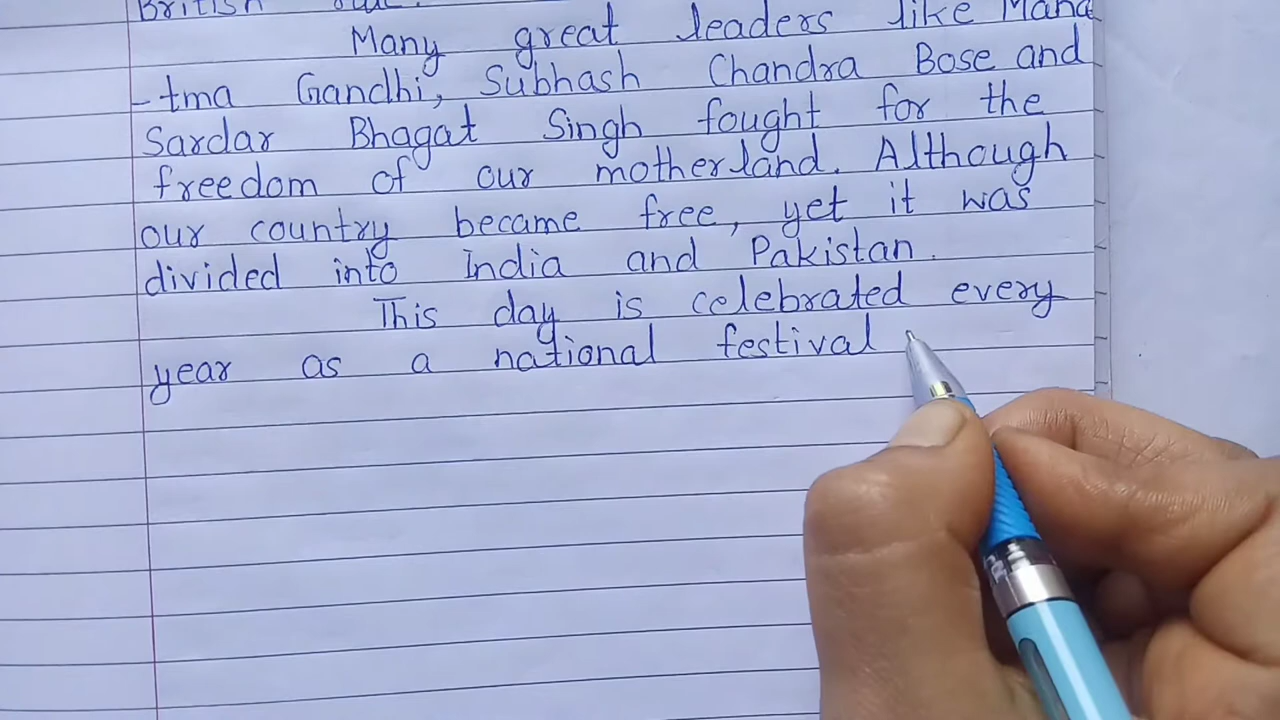 British rule.
Many great leaders like Maha
-tma Gandhi, Subhash Chandra Bose and
Sardar Bhagat Singh fought for the
freedom of our motherland. Although
our country became free, yet it was
divided into India and Pakistan.
This day is celebrated every
year as a national festival